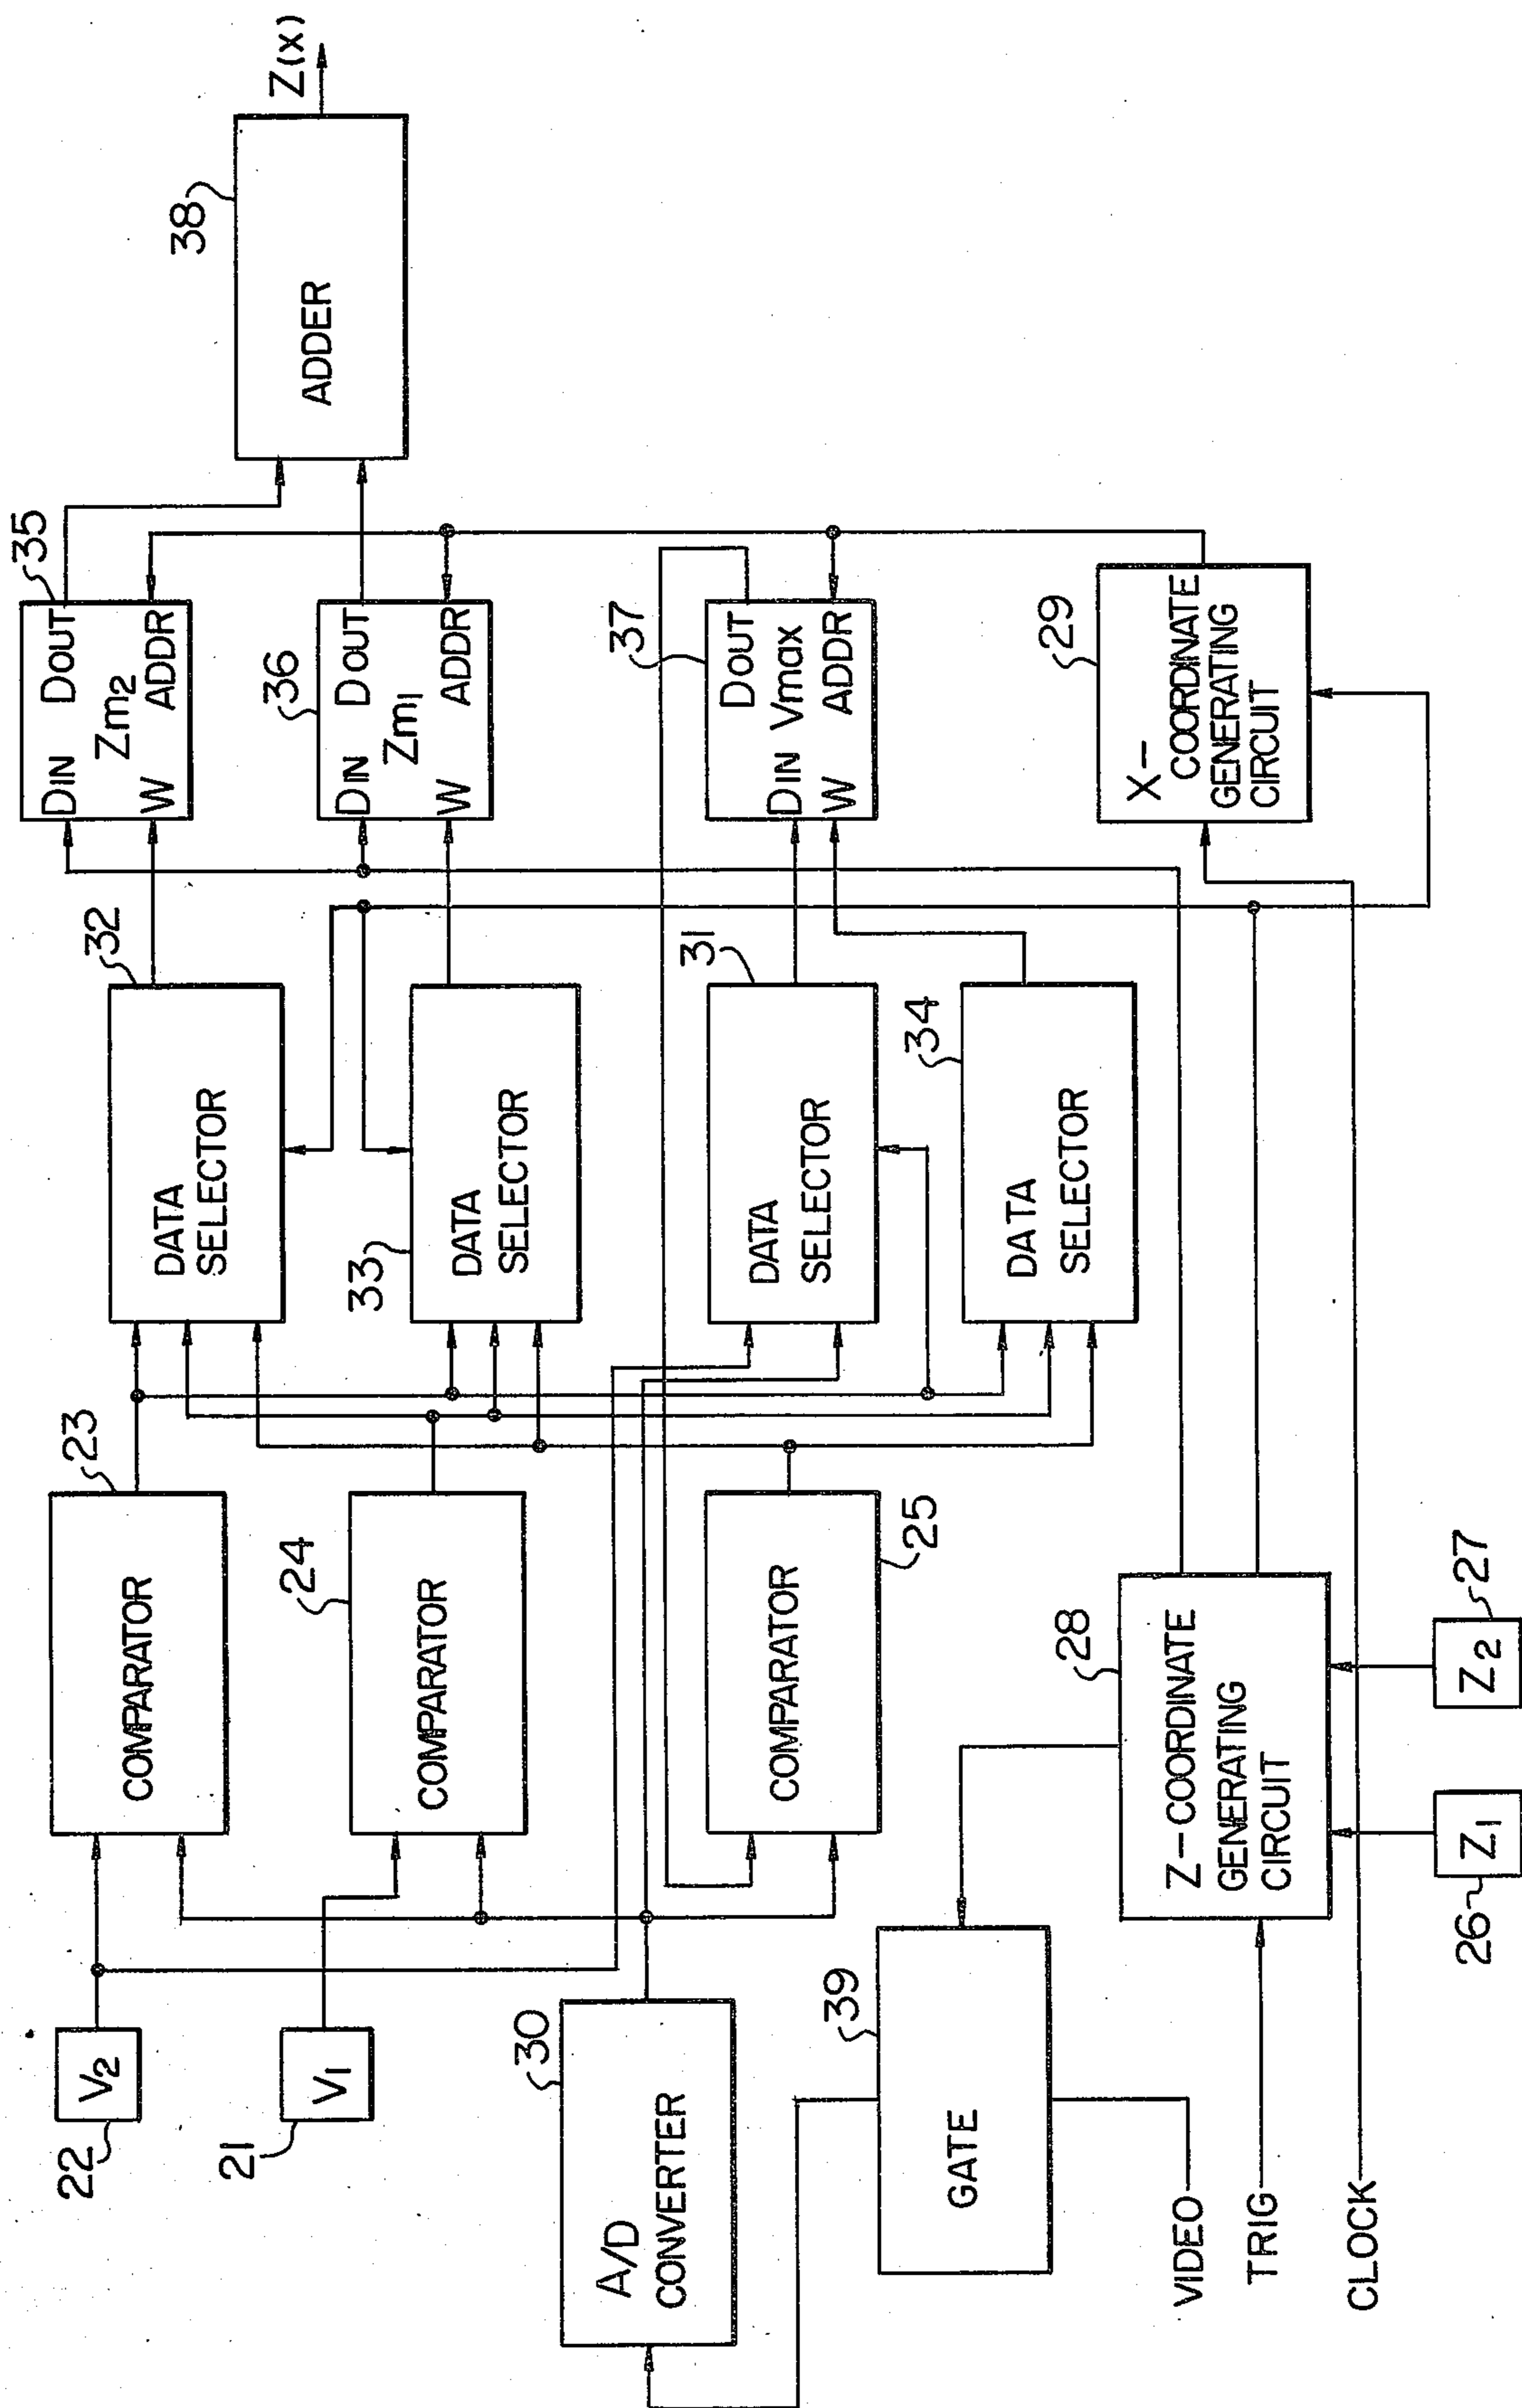 22
V2
21
V1
30
A/D
CONVERTER
39
GATE
VIDEO
TRIG
CLOCK
23
COMPARATOR
24
COMPARATOR
25
COMPARATOR
28
Z-COORDINATE
GENERATING
CIRCUIT
26
Z1
27
Z2
32
DATA
SELECTOR
33
DATA
SELECTOR
31
DATA
SELECTOR
34
DATA
SELECTOR
35
DIN DOUT
Zm2
W ADDR
36
DIN DOUT
Zm1
W ADDR
37
DOUT
DIN Vmax
W ADDR
29
X-
COORDINATE
GENERATING
CIRCUIT
38
ADDER
Z(x)